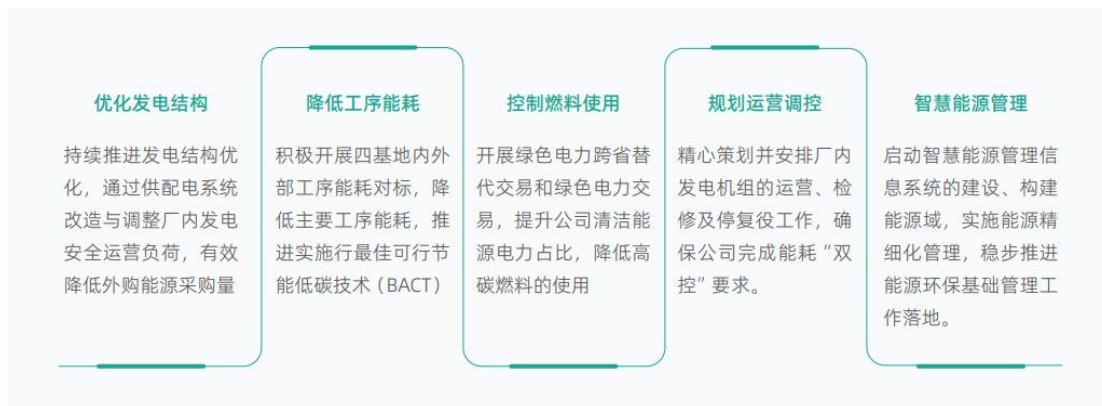 优化发电结构
持续推进发电结构优
化，通过供配电系统
改造与调整厂内发电
安全运营负荷，有效
降低外购能源采购量
降低工序能耗
积极开展四基地内外
部工序能耗对标，降
低主要工序能耗，推
进实施行最佳可行节
能低碳技术（BACT）
控制燃料使用
开展绿色电力跨省替
代交易和绿色电力交
易，提升公司清洁能
源电力占比，降低高
碳燃料的使用
规划运营调控
精心策划并安排厂内
发电机组的运营、检
修及停复役工作，确
保公司完成能耗“双
控”要求。
智慧能源管理
启动智慧能源管理信
息系统的建设、构建
能源域，实施能源精
细化管理，稳步推进
能源环保基础管理工
作落地。